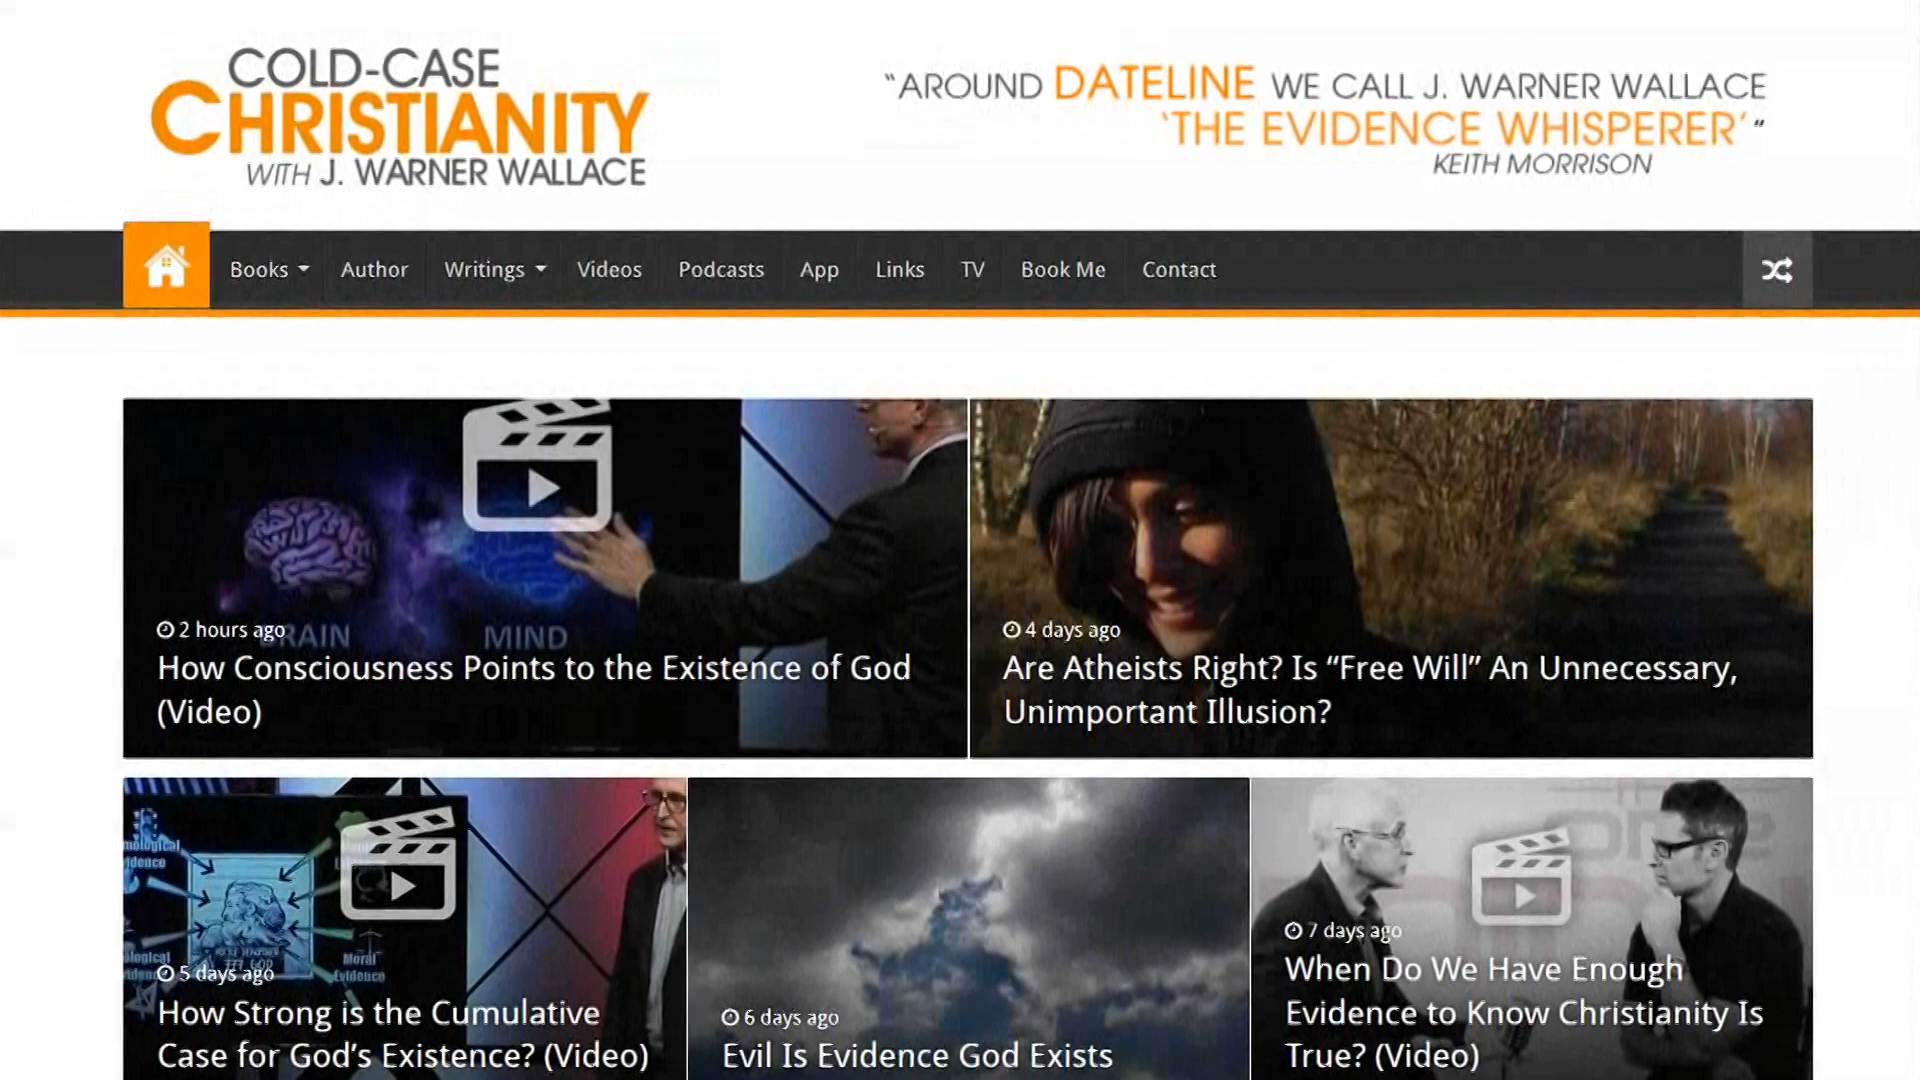 COLD-CASE
CHRISTIANITY
WITH J. WARNER WALLACE
“AROUND DATELINE WE CALL J. WARNER WALLACE
‘THE EVIDENCE WHISPERER’“
KEITH MORRISON
Books Author Writings Videos Podcasts App Links TV Book Me Contact
2 hours ago
BRAIN MIND
How Consciousness Points to the Existence of God
(Video)
4 days ago
Are Atheists Right? Is “Free Will” An Unnecessary,
Unimportant Illusion?
Moral
Evidence
5 days ago
How Strong is the Cumulative
Case for God’s Existence? (Video)
6 days ago
Evil Is Evidence God Exists
7 days ago
When Do We Have Enough
Evidence to Know Christianity Is
True? (Video)